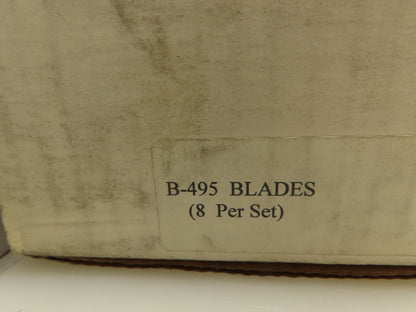 B-495 BLADES
(8 Per Set)